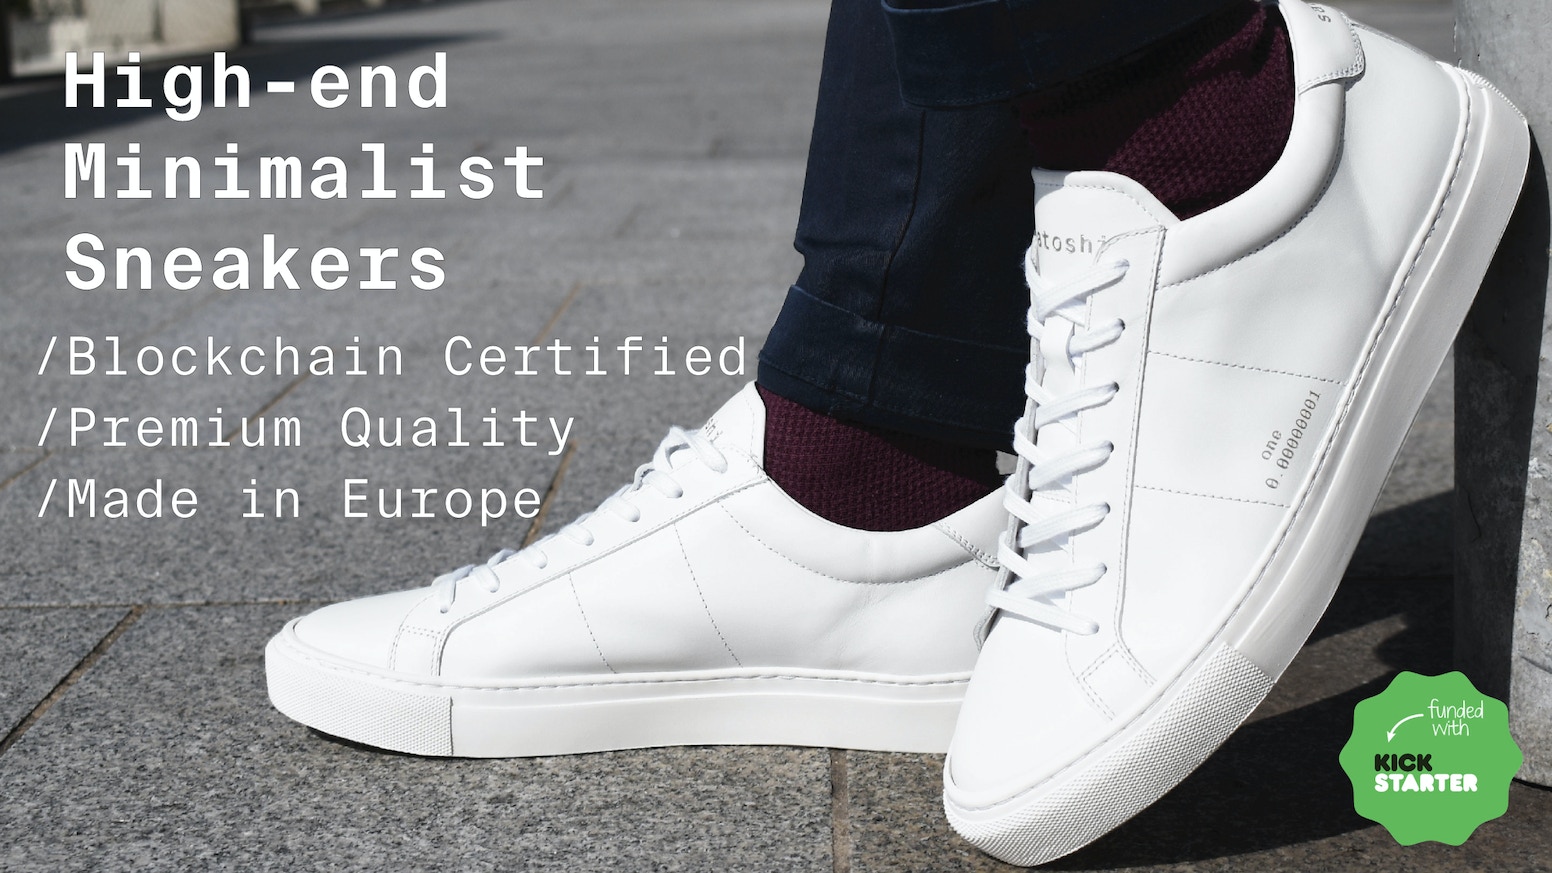 High-end
Minimalist
Sneakers
/Blockchain Certified
/Premium Quality
/Made in Europe
one
0.00000001
funded
with
KICK
STARTER